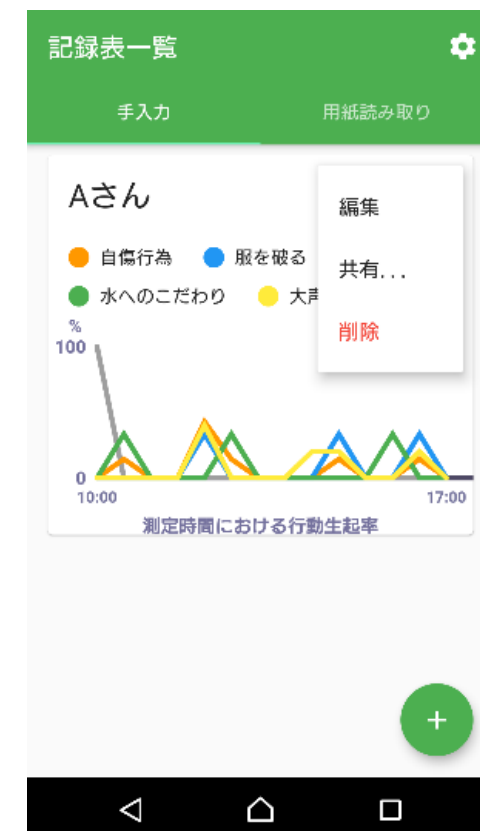 記録表一覧
手入力 用紙読み取り
Aさん
編集
共有...
削除
自傷行為 服を破る
水へのこだわり 大声
%
100
0
10:00 17:00
測定時間における行動生起率
+